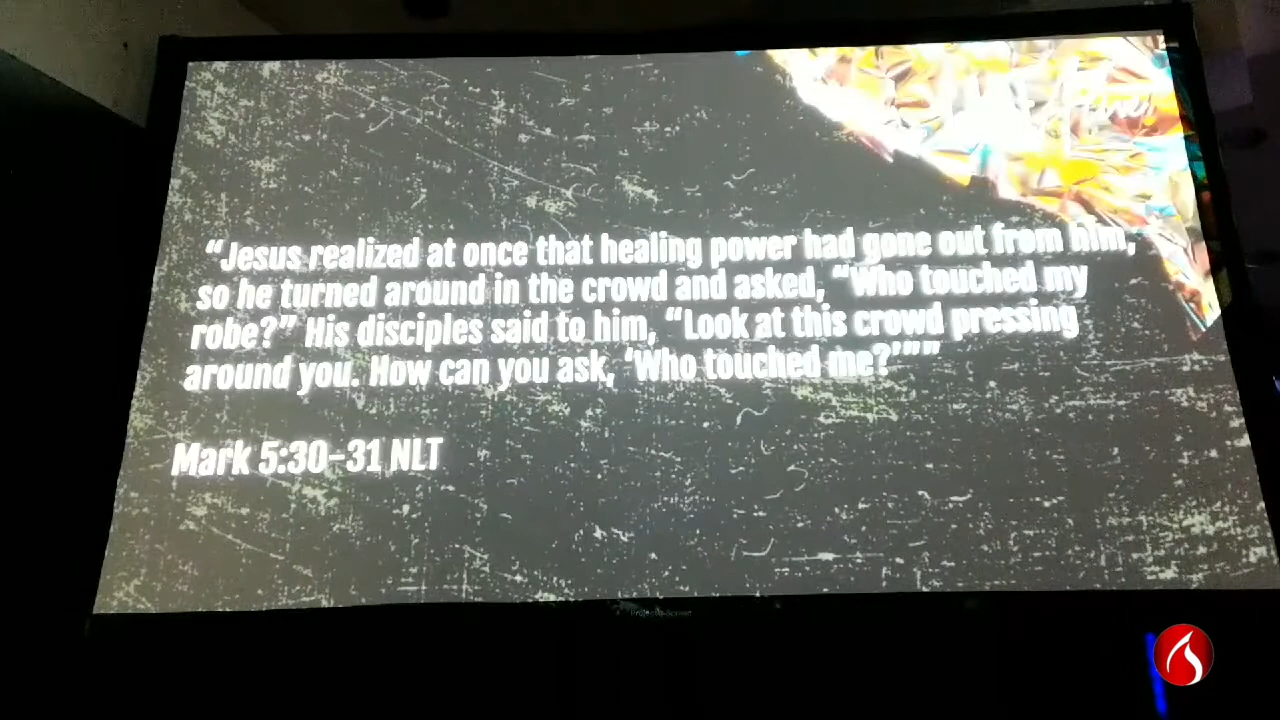 “Jesus realized at once that healing power had gone out from him,
so he turned around in the crowd and asked, “Who touched my
robe?” His disciples said to him, “Look at this crowd pressing
around you. How can you ask, ‘Who touched me?’”””
Mark 5:30–31 NLT